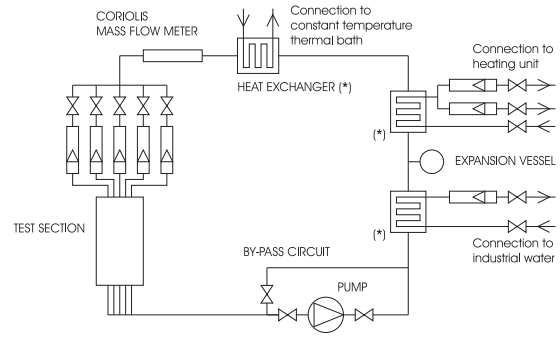 CORIOLIS
MASS FLOW METER
Connection to
constant temperature
thermal bath
HEAT EXCHANGER (*)
Connection to
heating unit
(*)
EXPANSION VESSEL
TEST SECTION
(*)
Connection to
industrial water
BY-PASS CIRCUIT
PUMP